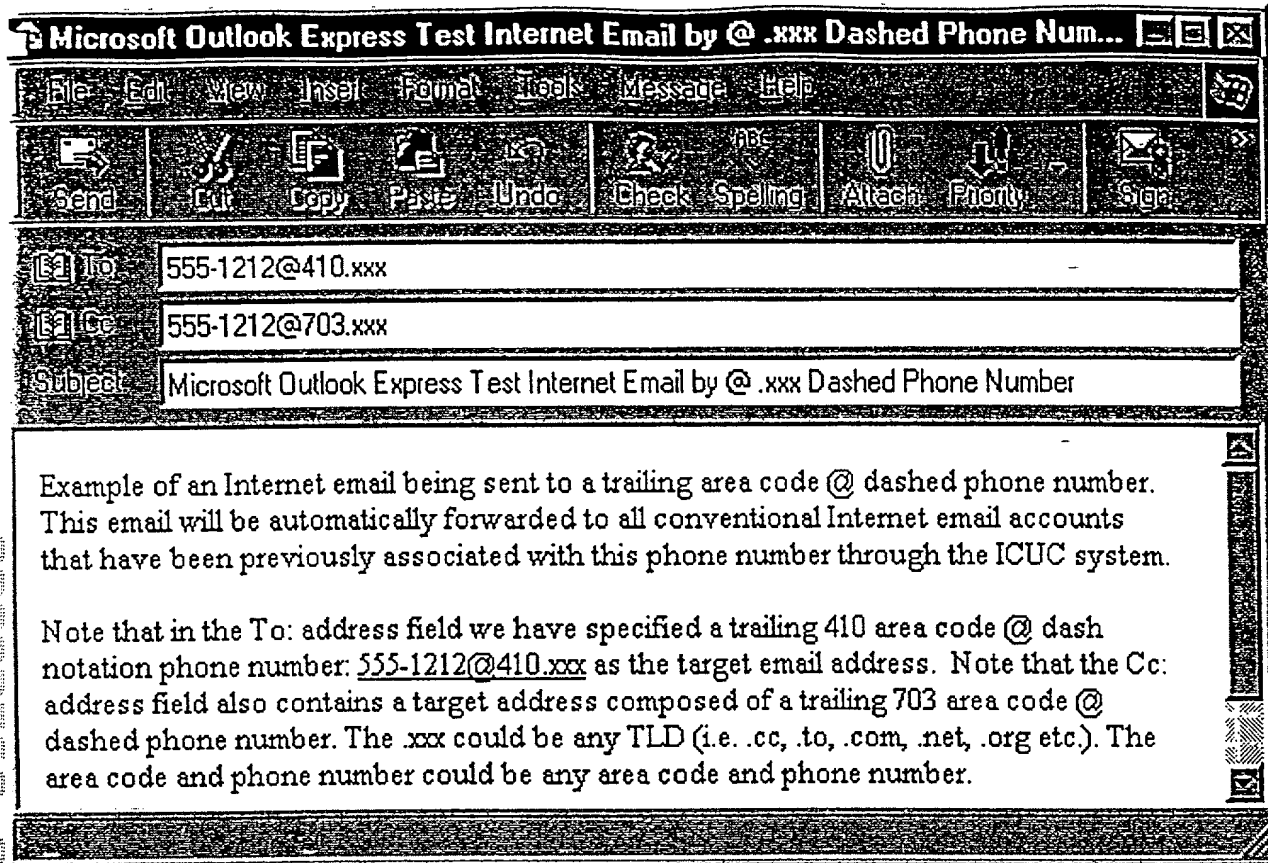 Microsoft Outlook Express Test Internet Email by @ .xxx Dashed Phone Num...
File Edit View Insert Format Tools Message Help
ABC
Send Cut Copy Paste Undo Check Spelling Attach Priority Sign
To 555-1212@410.xxx
Cc 555-1212@703.xxx
Subject Microsoft Outlook Express Test Internet Email by @ .xxx Dashed Phone Number
Example of an Internet email being sent to a trailing area code @ dashed phone number.
This email will be automatically forwarded to all conventional Internet email accounts
that have been previously associated with this phone number through the ICUC system.
Note that in the To: address field we have specified a trailing 410 area code @ dash
notation phone number: 555-1212@410.xxx as the target email address. Note that the Cc:
address field also contains a target address composed of a trailing 703 area code @
dashed phone number. The .xxx could be any TLD (i.e. .cc, .to, .com, .net, .org etc.). The
area code and phone number could be any area code and phone number.